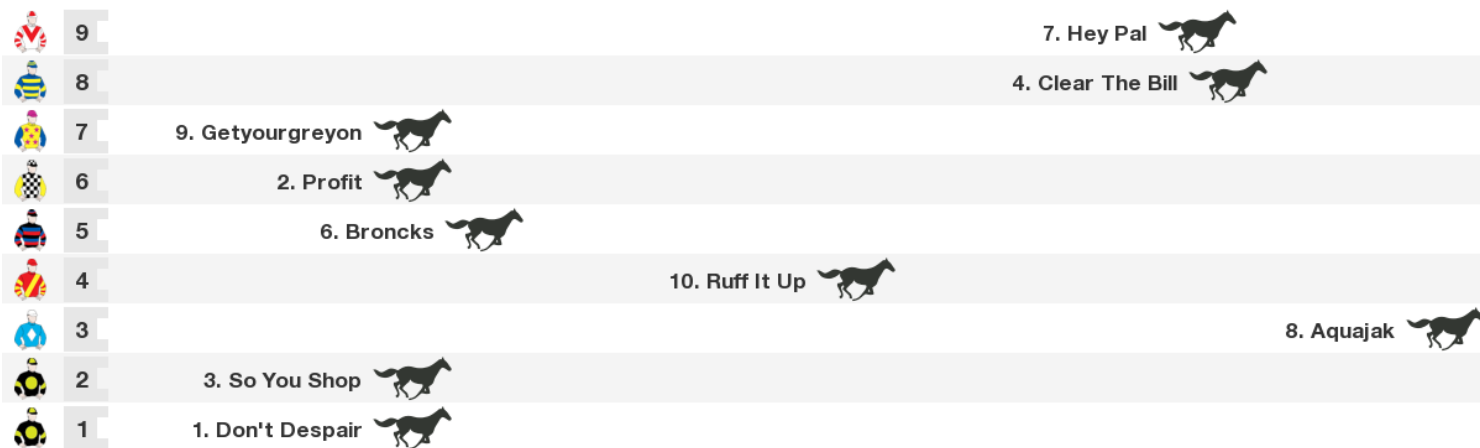 9 7. Hey Pal
8 4. Clear The Bill
7 9. Getyourgreyon
6 2. Profit
5 6. Broncks
4 10. Ruff It Up
3 8. Aquajak
2 3. So You Shop
1 1. Don't Despair